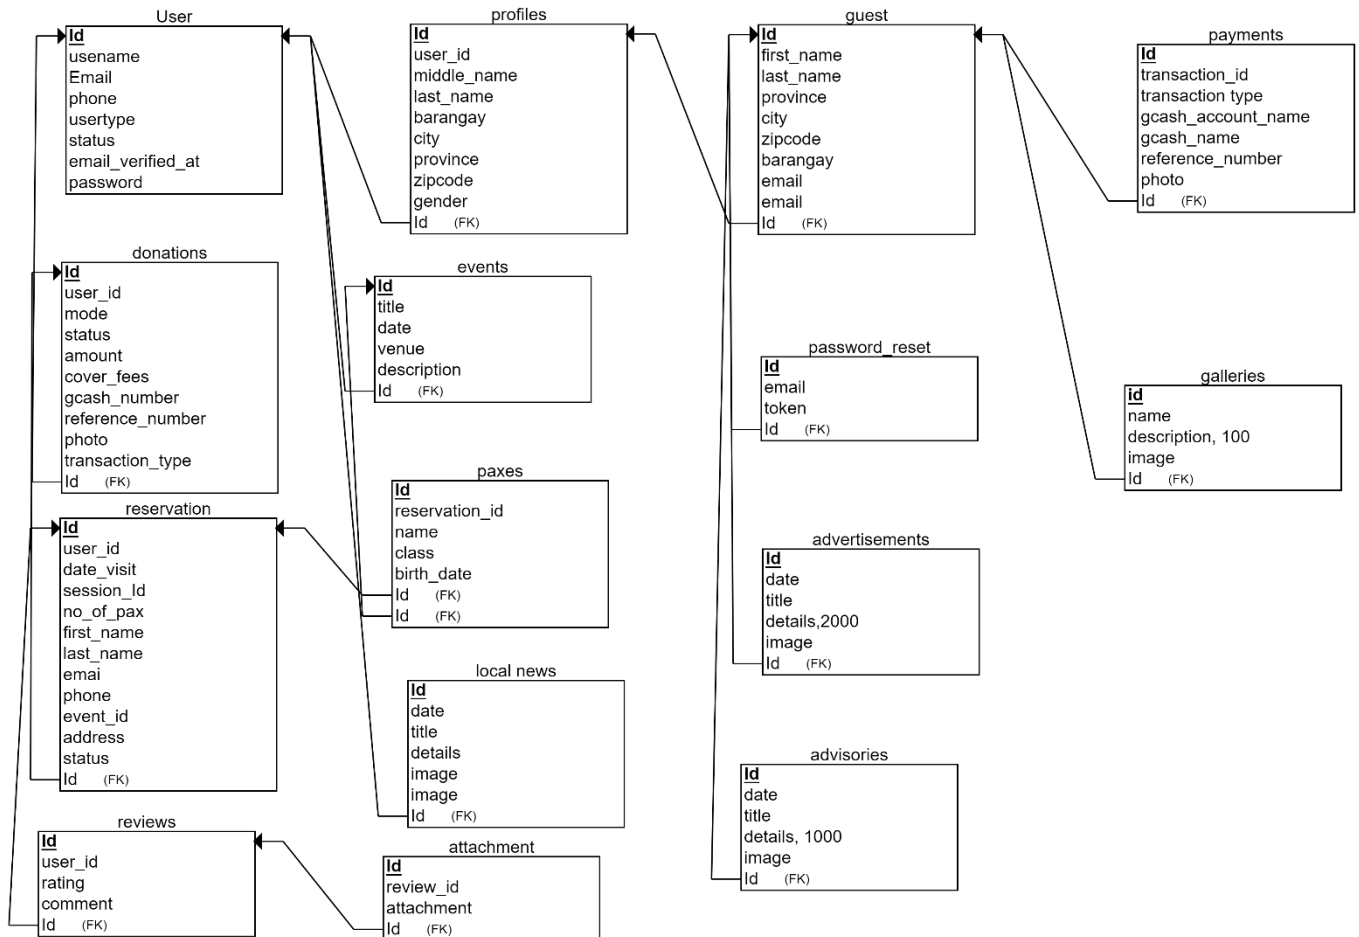 User
Id
usename
Email
phone
usertype
status
email_verified_at
password
profiles
Id
user_id
middle_name
last_name
barangay
city
province
zipcode
gender
Id (FK)
guest
Id
first_name
last_name
province
city
zipcode
barangay
email
email
Id (FK)
payments
Id
transaction_id
transaction type
gcash_account_name
gcash_name
reference_number
photo
Id (FK)
donations
Id
user_id
mode
status
amount
cover_fees
gcash_number
reference_number
photo
transaction_type
Id (FK)
events
Id
title
date
venue
description
Id (FK)
password_reset
Id
email
token
Id (FK)
galleries
id
name
description, 100
image
Id (FK)
reservation
Id
user_id
date_visit
session_Id
no_of_pax
first_name
last_name
emai
phone
event_id
address
status
Id (FK)
paxes
Id
reservation_id
name
class
birth_date
Id (FK)
Id (FK)
advertisements
Id
date
title
details,2000
image
Id (FK)
local news
Id
date
title
details
image
image
Id (FK)
advisories
Id
date
title
details, 1000
image
Id (FK)
reviews
Id
user_id
rating
comment
Id (FK)
attachment
Id
review_id
attachment
Id (FK)